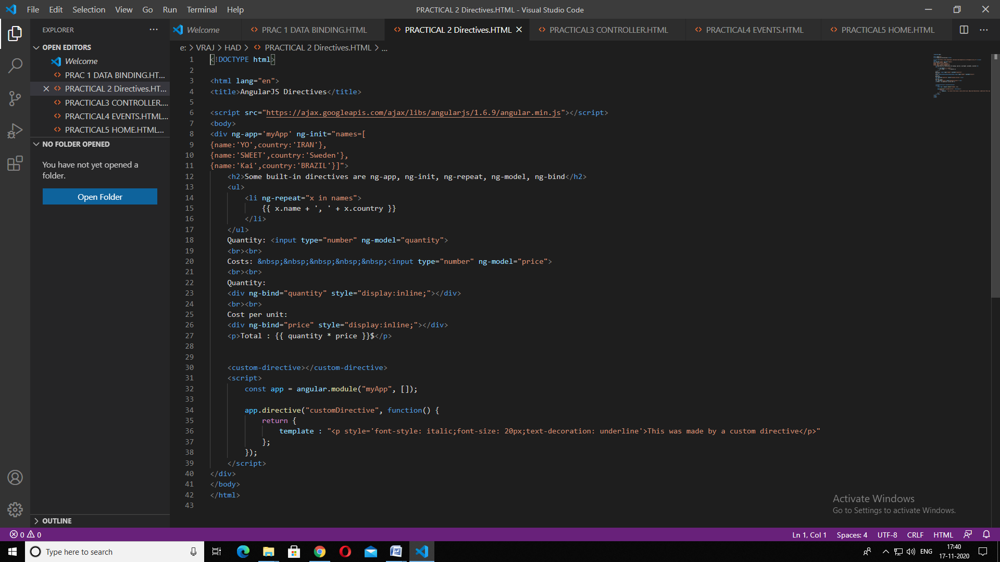 File Edit Selection View Go Run Terminal Help
PRACTICAL 2 Directives.HTML - Visual Studio Code
EXPLORER
OPEN EDITORS
Welcome
PRAC 1 DATA BINDING.HT...
PRACTICAL 2 Directives.HT...
PRACTICAL3 CONTROLLER....
PRACTICAL4 EVENTS.HTML...
PRACTICAL5 HOME.HTML...
NO FOLDER OPENED
You have not yet opened a
folder.
Open Folder
OUTLINE
Welcome
PRAC 1 DATA BINDING.HTML
PRACTICAL 2 Directives.HTML
PRACTICAL3 CONTROLLER.HTML
PRACTICAL4 EVENTS.HTML
PRACTICAL5 HOME.HTML
e: > VRAJ > HAD > PRACTICAL 2 Directives.HTML > ...
1 <!DOCTYPE html>
2
3 <html lang="en">
4 <title>AngularJS Directives</title>
5
6 <script src="https://ajax.googleapis.com/ajax/libs/angularjs/1.6.9/angular.min.js"></script>
7 <body>
8 <div ng-app='myApp' ng-init="names=[
9 {name:'YO',country:'IRAN'},
10 {name:'SWEET',country:'Sweden'},
11 {name:'Kai',country:'BRAZIL'}]">
12 <h2>Some built-in directives are ng-app, ng-init, ng-repeat, ng-model, ng-bind</h2>
13 <ul>
14 <li ng-repeat="x in names">
15 {{ x.name + ', ' + x.country }}
16 </li>
17 </ul>
18 Quantity: <input type="number" ng-model="quantity">
19 <br><br>
20 Costs: &nbsp;&nbsp;&nbsp;&nbsp;&nbsp;<input type="number" ng-model="price">
21 <br><br>
22 Quantity:
23 <div ng-bind="quantity" style="display:inline;"></div>
24 <br><br>
25 Cost per unit:
26 <div ng-bind="price" style="display:inline;"></div>
27 <p>Total : {{ quantity * price }}$</p>
28
29
30 <custom-directive></custom-directive>
31 <script>
32 const app = angular.module("myApp", []);
33
34 app.directive("customDirective", function() {
35 return {
36 template : "<p style='font-style: italic;font-size: 20px;text-decoration: underline'>This was made by a custom directive</p>"
37 };
38 });
39 </script>
40 </div>
41 </body>
42 </html>
43
Activate Windows
Go to Settings to activate Windows.
0 0
Ln 1, Col 1 Spaces: 4 UTF-8 CRLF HTML
Type here to search
ENG
17:40
17-11-2020